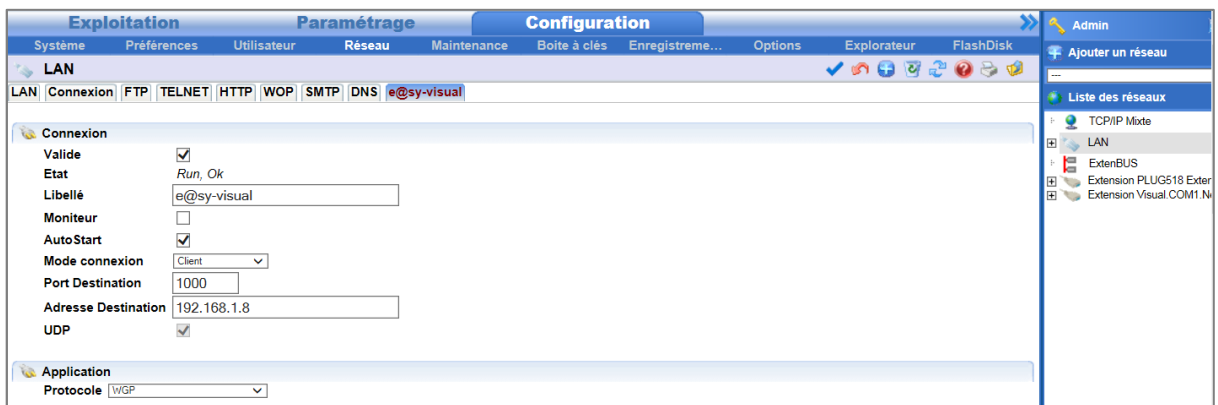 Exploitation Paramétrage Configuration
Système Préférences Utilisateur Réseau Maintenance Boite à clés Enregistreme... Options Explorateur FlashDisk
LAN
LAN Connexion FTP TELNET HTTP WOP SMTP DNS e@sy-visual
Connexion
Valide
Etat Run, Ok
Libellé e@sy-visual
Moniteur
AutoStart
Mode connexion Client
Port Destination 1000
Adresse Destination 192.168.1.8
UDP
Application
Protocole WGP
Admin
Ajouter un réseau
---
Liste des réseaux
TCP/IP Mixte
LAN
ExtenBUS
Extension PLUG518 Exter
Extension Visual.COM1.Ne